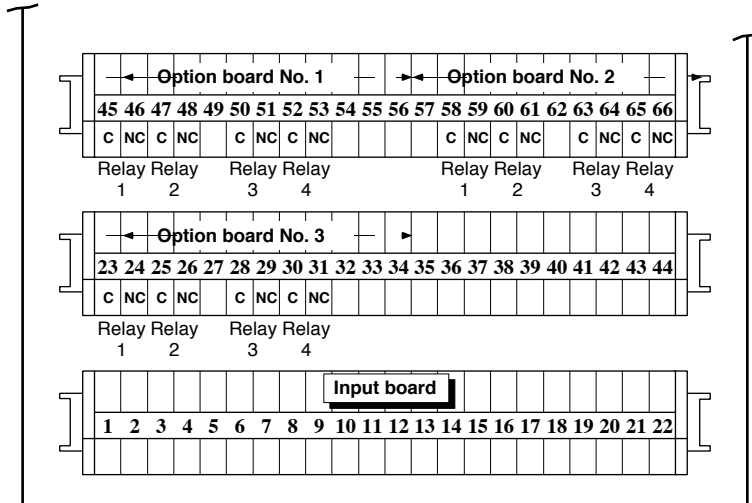 Option board No. 1 Option board No. 2
45 46 47 48 49 50 51 52 53 54 55 56 57 58 59 60 61 62 63 64 65 66
C NC C NC C NC C NC C NC C NC C NC C NC
Relay Relay Relay Relay Relay Relay Relay Relay
1 2 3 4 1 2 3 4
Option board No. 3
23 24 25 26 27 28 29 30 31 32 33 34 35 36 37 38 39 40 41 42 43 44
C NC C NC C NC C NC
Relay Relay Relay Relay
1 2 3 4
Input board
1 2 3 4 5 6 7 8 9 10 11 12 13 14 15 16 17 18 19 20 21 22